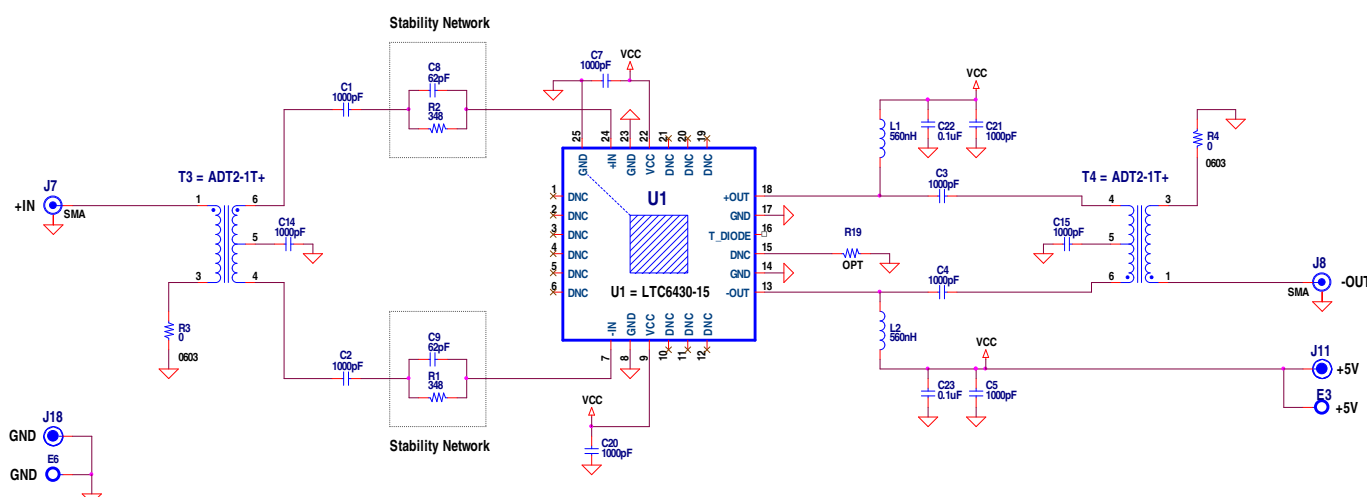 Stability Network
C8
62pF
R2
348
C1
1000pF
C7
1000pF
VCC
25
24
23
22
21
20
19
GND
+IN
GND
VCC
DNC
DNC
DNC
L1
560nH
C22
0.1uF
VCC
C21
1000pF
R4
0
0603
T3 = ADT2-1T+
J7
+IN
SMA
1
6
5
3
4
C14
1000pF
R3
0
0603
1
2
3
4
5
6
DNC
DNC
DNC
DNC
DNC
DNC
U1
U1 = LTC6430-15
+OUT
GND
T_DIODE
DNC
GND
-OUT
18
17
16
15
14
13
R19
OPT
C3
1000pF
C4
1000pF
T4 = ADT2-1T+
4
3
5
6
1
C15
1000pF
J8
-OUT
SMA
C2
1000pF
C9
62pF
R1
348
Stability Network
-IN
GND
VCC
DNC
DNC
DNC
7
8
9
10
11
12
VCC
C20
1000pF
L2
560nH
VCC
C23
0.1uF
C5
1000pF
J11
+5V
E3
+5V
J18
GND
E6
GND